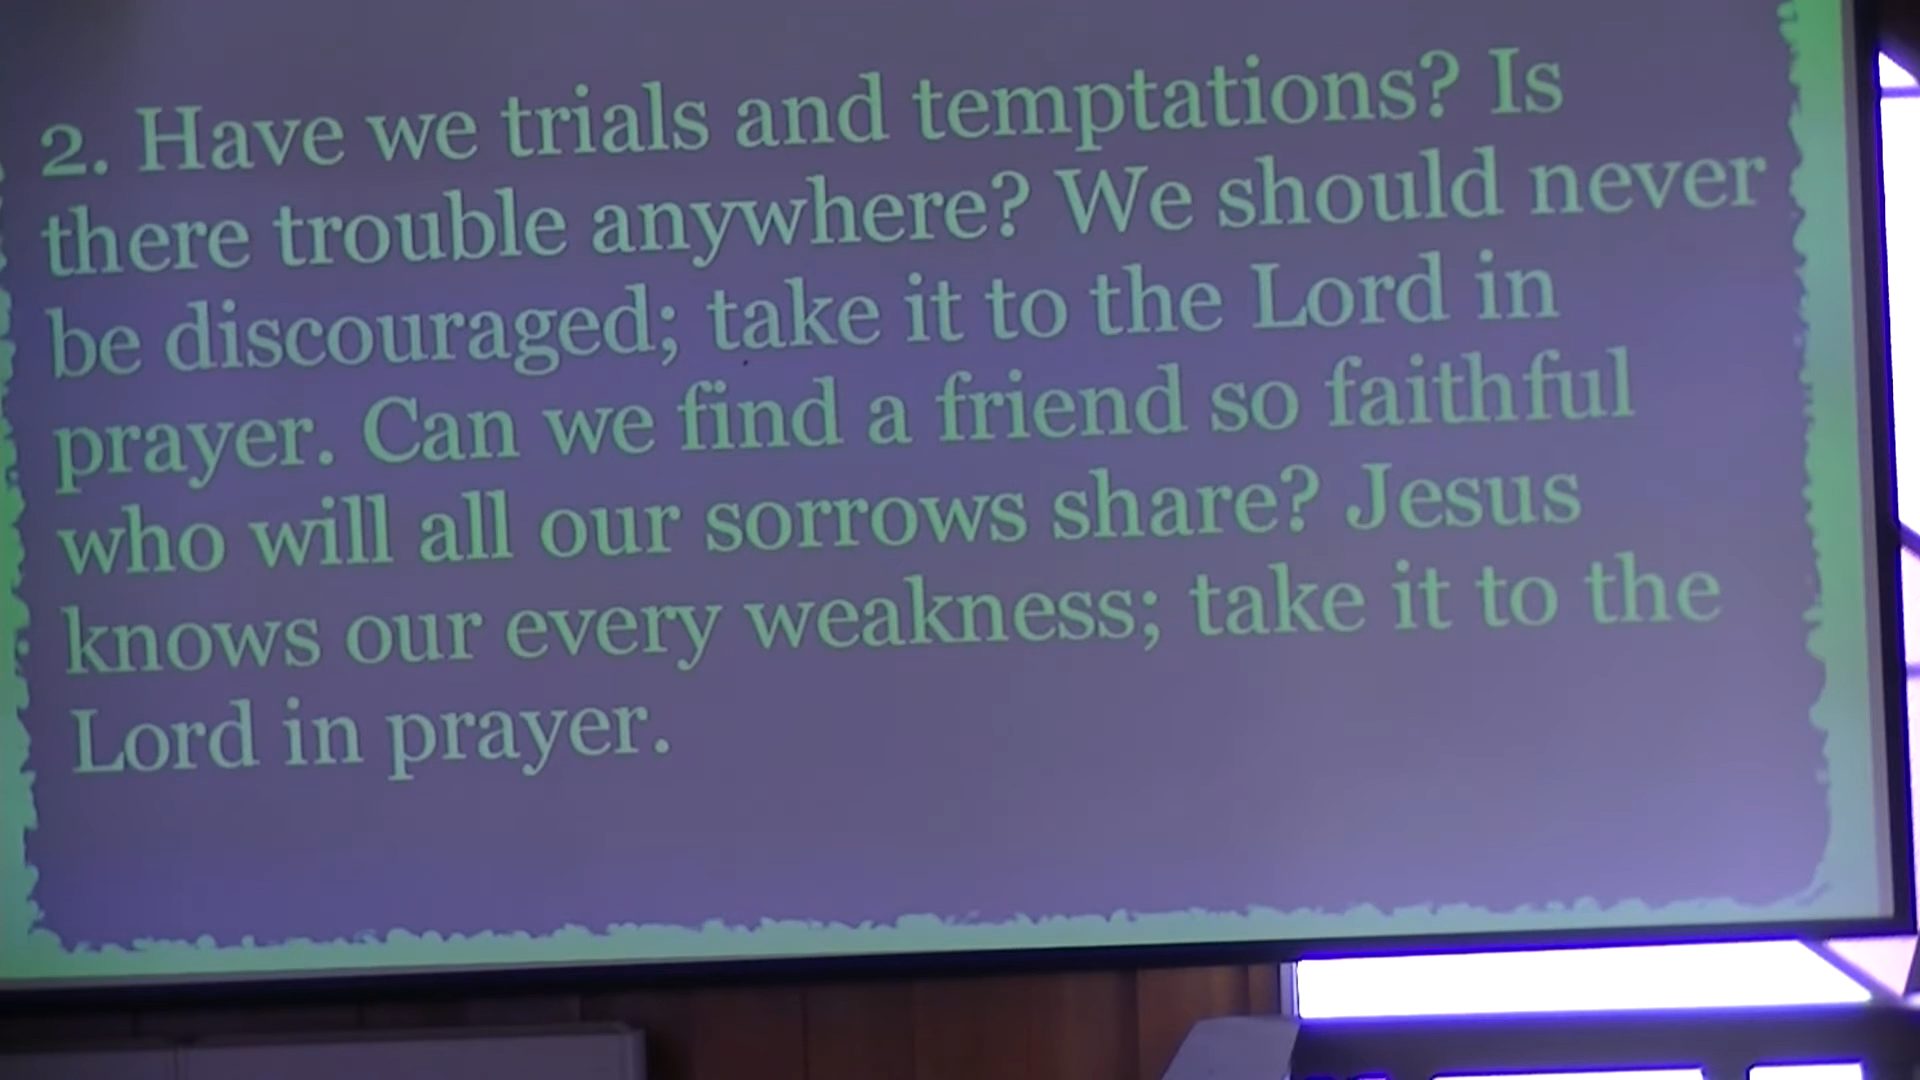 2. Have we trials and temptations? Is
there trouble anywhere? We should never
be discouraged; take it to the Lord in
prayer. Can we find a friend so faithful
who will all our sorrows share? Jesus
knows our every weakness; take it to the
Lord in prayer.